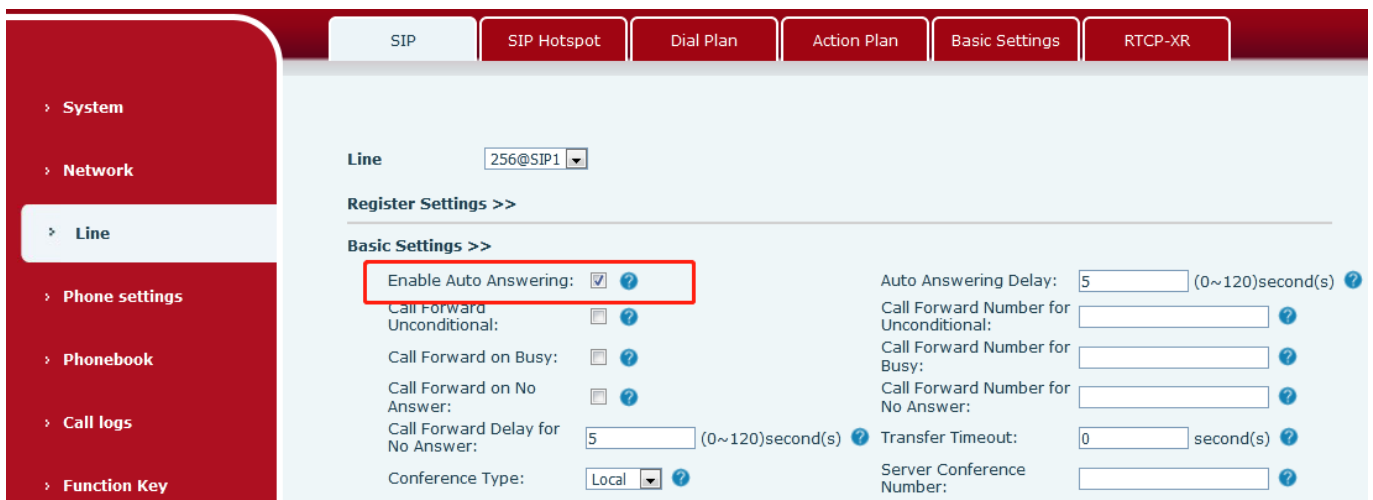 SIP
SIP Hotspot
Dial Plan
Action Plan
Basic Settings
RTCP-XR
› System
› Network
› Line
› Phone settings
› Phonebook
› Call logs
› Function Key
Line 256@SIP1
Register Settings >>
Basic Settings >>
Enable Auto Answering: Auto Answering Delay: 5 (0~120)second(s)
Call Forward
Unconditional:
Call Forward Number for
Unconditional:
Call Forward on Busy:
Call Forward Number for
Busy:
Call Forward on No
Answer:
Call Forward Number for
No Answer:
Call Forward Delay for
No Answer:
5 (0~120)second(s)
Transfer Timeout: 0 second(s)
Conference Type: Local
Server Conference
Number: